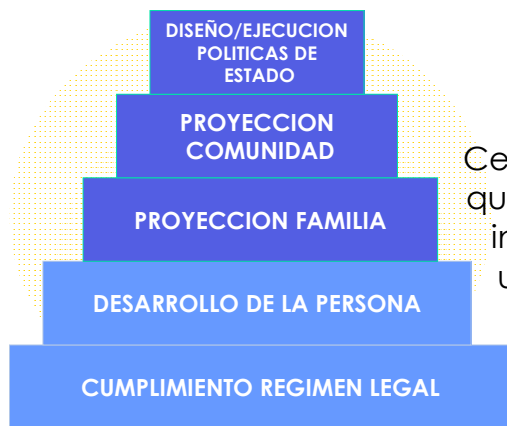 DISEÑO/EJECUCION
POLITICAS DE
ESTADO
PROYECCION
COMUNIDAD
PROYECCION FAMILIA
DESARROLLO DE LA PERSONA
CUMPLIMIENTO REGIMEN LEGAL